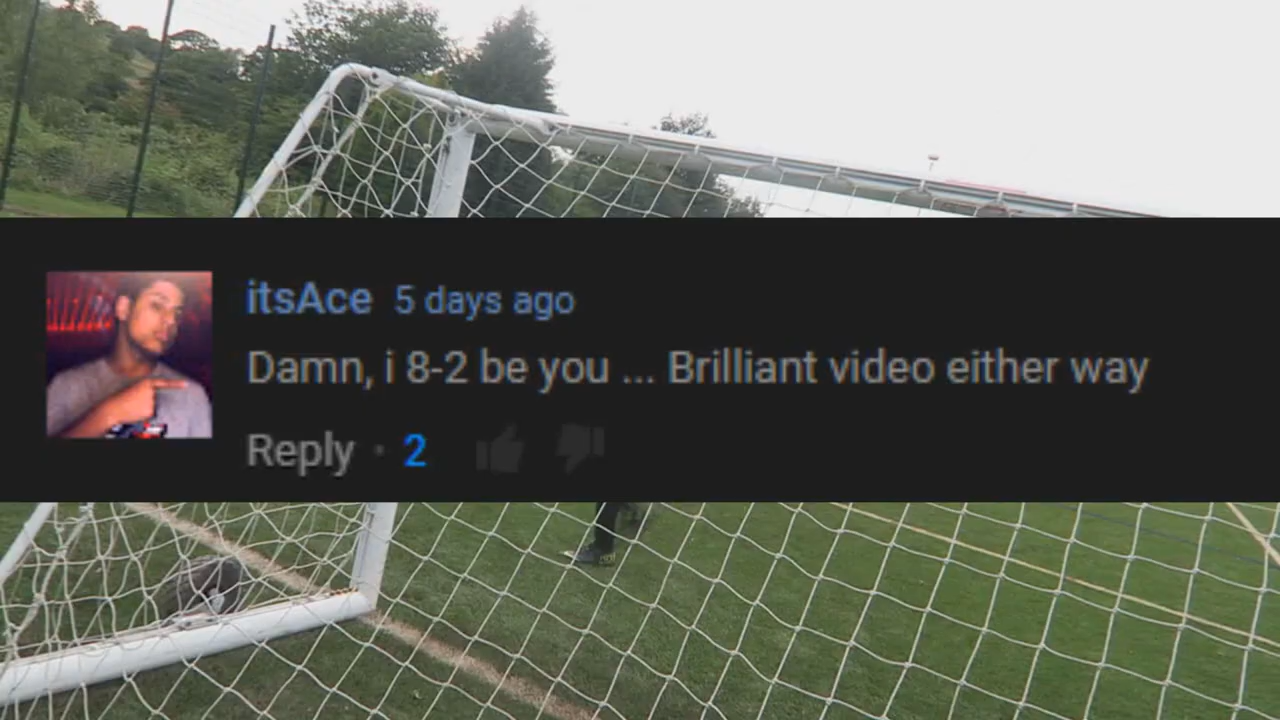 itsAce 5 days ago
Damn, i 8-2 be you ... Brilliant video either way
Reply · 2